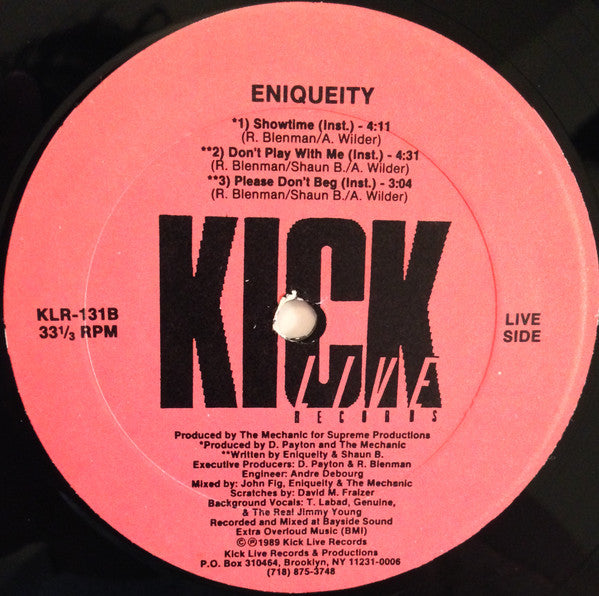 ENIQUEITY
*1) Showtime (Inst.) - 4:11
(R. Blenman/A. Wilder)
**2) Don't Play With Me (Inst.) - 4:31
(R. Blenman/Shaun B./A. Wilder)
**3) Please Don't Beg (Inst.) - 3:04
(R. Blenman/Shaun B./A. Wilder)
KICK
LIVE
RECORDS
KLR-131B
33⅓ RPM
LIVE
SIDE
Produced by The Mechanic for Supreme Productions
*Produced by D. Payton and The Mechanic
**Written by Eniqueity & Shaun B.
Executive Producers: D. Payton & R. Blenman
Engineer: Andre Debourg
Mixed by: John Fig, Eniqueity & The Mechanic
Scratches by: David M. Fraizer
Background Vocals: T. Labad, Genuine,
& The Real Jimmy Young
Recorded and Mixed at Bayside Sound
Extra Overloud Music (BMI)
©℗1989 Kick Live Records
Kick Live Records & Productions
P.O. Box 310464, Brooklyn, NY 11231-0006
(718) 875-3748